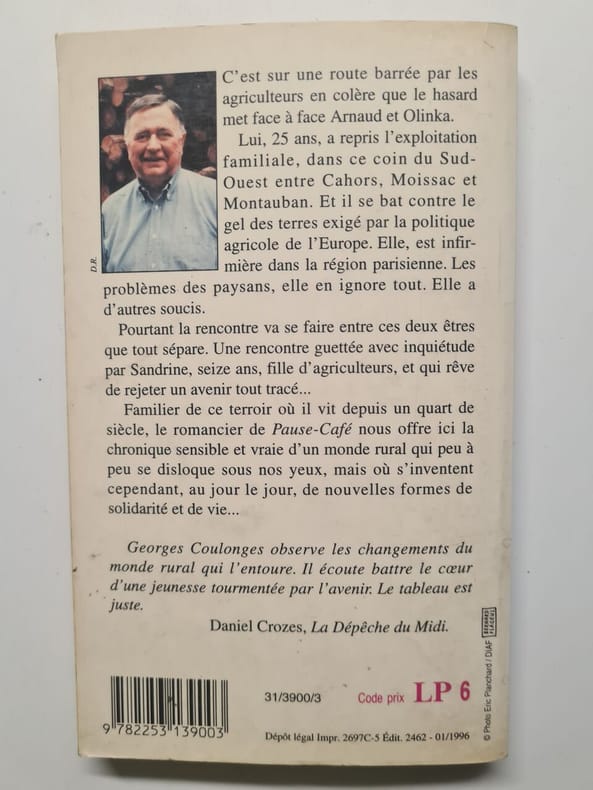 C'est sur une route barrée par les
agriculteurs en colère que le hasard
met face à face Arnaud et Olinka.
Lui, 25 ans, a repris l'exploitation
familiale, dans ce coin du Sud-
Ouest entre Cahors, Moissac et
Montauban. Et il se bat contre le
gel des terres exigé par la politique
agricole de l'Europe. Elle, est infir-
mière dans la région parisienne. Les
problèmes des paysans, elle en ignore tout. Elle a
d'autres soucis.
Pourtant la rencontre va se faire entre ces deux êtres
que tout sépare. Une rencontre guettée avec inquiétude
par Sandrine, seize ans, fille d'agriculteurs, et qui rêve
de rejeter un avenir tout tracé...
Familier de ce terroir où il vit depuis un quart de
siècle, le romancier de Pause-Café nous offre ici la
chronique sensible et vraie d'un monde rural qui peu à
peu se disloque sous nos yeux, mais où s'inventent
cependant, au jour le jour, de nouvelles formes de
solidarité et de vie...
Georges Coulonges observe les changements du
monde rural qui l'entoure. Il écoute battre le cœur
d'une jeunesse tourmentée par l'avenir. Le tableau est
juste.
Daniel Crozes, La Dépêche du Midi.
D.R.
31/3900/3
Code prix LP 6
9 782253 139003
Dépôt légal Impr. 2697C-5 Édit. 2462 - 01/1996
© Photo Eric Planchard / DIAF